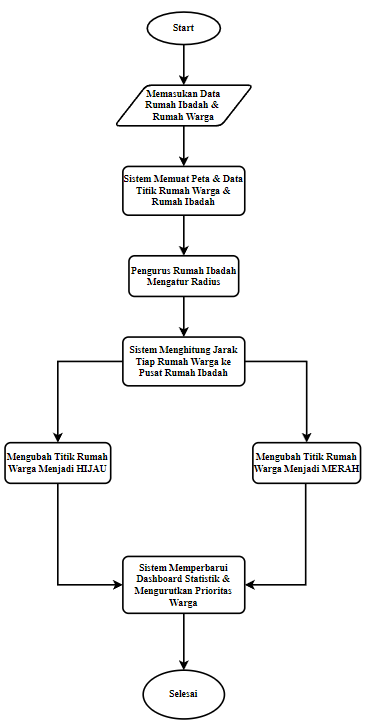 Start
Memasukan Data
Rumah Ibadah &
Rumah Warga
Sistem Memuat Peta & Data
Titik Rumah Warga &
Rumah Ibadah
Pengurus Rumah Ibadah
Mengatur Radius
Sistem Menghitung Jarak
Tiap Rumah Warga ke
Pusat Rumah Ibadah
Mengubah Titik Rumah
Warga Menjadi HIJAU
Mengubah Titik Rumah
Warga Menjadi MERAH
Sistem Memperbarui
Dashboard Statistik &
Mengurutkan Prioritas
Warga
Selesai